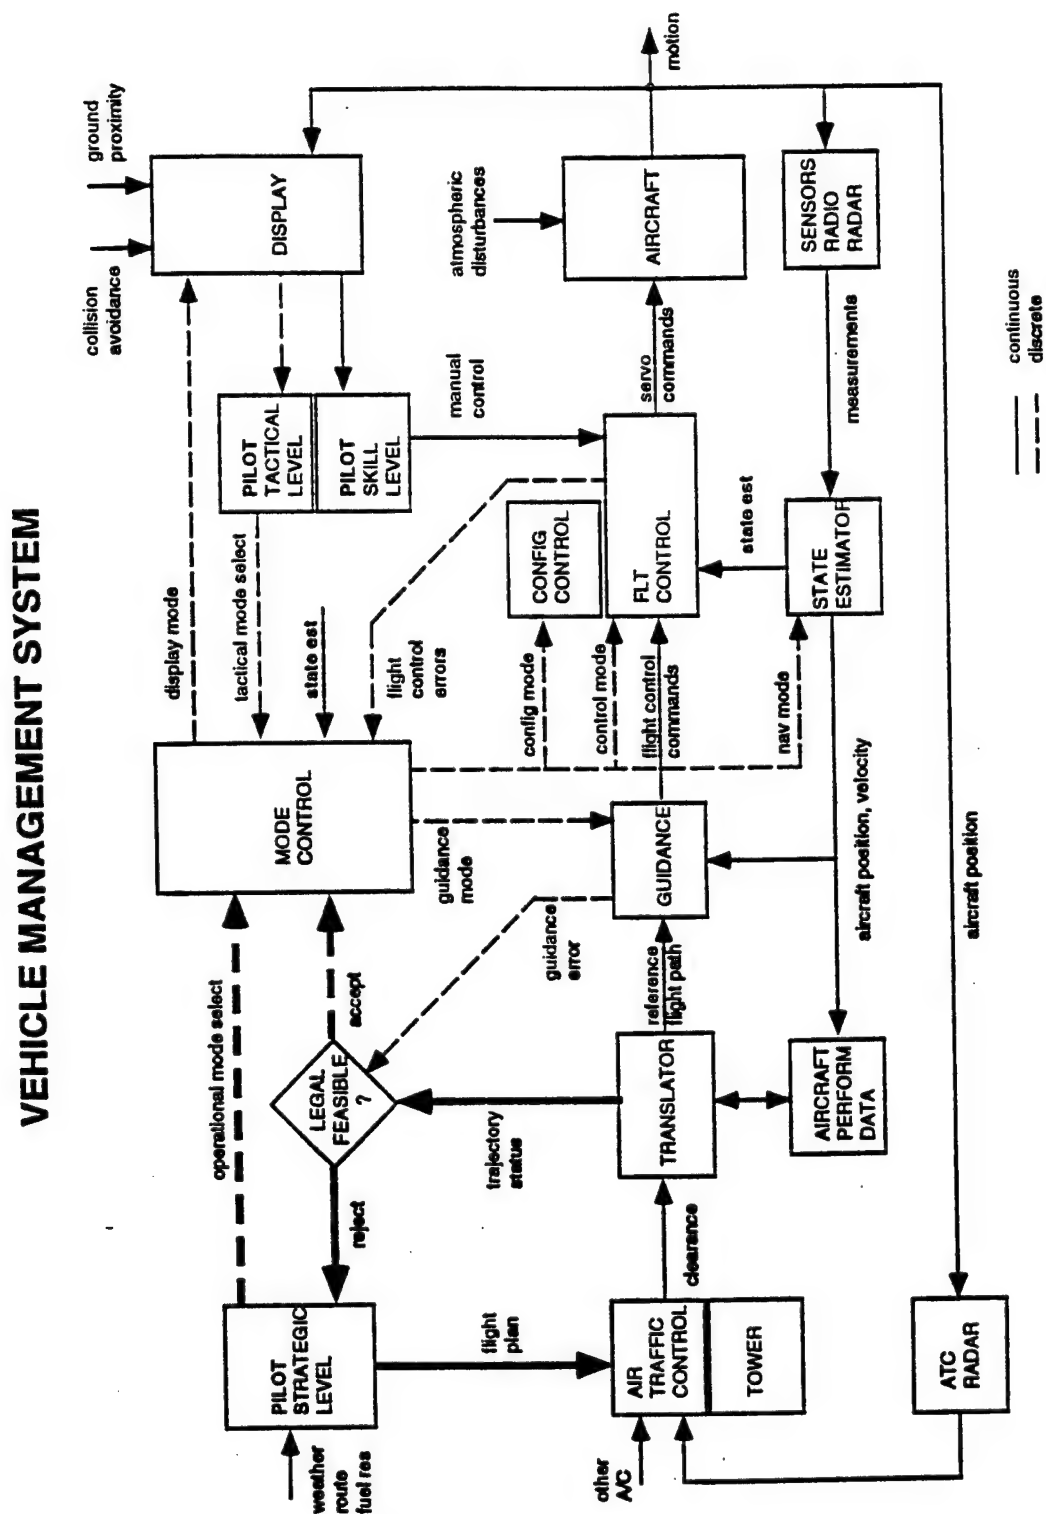 VEHICLE MANAGEMENT SYSTEM
collision
avoidance
ground
proximity
display mode
operational mode select
DISPLAY
PILOT
TACTICAL
LEVEL
PILOT
SKILL
LEVEL
tactical mode select
state est
flight
control
errors
MODE
CONTROL
LEGAL
FEASIBLE
?
accept
reject
PILOT
STRATEGIC
LEVEL
weather
route
fuel res
flight
plan
trajectory
status
guidance
error
guidance
mode
config mode
CONFIG
CONTROL
manual
control
atmospheric
disturbances
other
A/C
AIR
TRAFFIC
CONTROL
TOWER
clearance
TRANSLATOR
reference
flight path
GUIDANCE
control mode
flight control
commands
FLT
CONTROL
servo
commands
AIRCRAFT
motion
state est
nav mode
AIRCRAFT
PERFORM
DATA
aircraft position, velocity
STATE
ESTIMATOR
measurements
SENSORS
RADIO
RADAR
ATC
RADAR
aircraft position
continuous
discrete